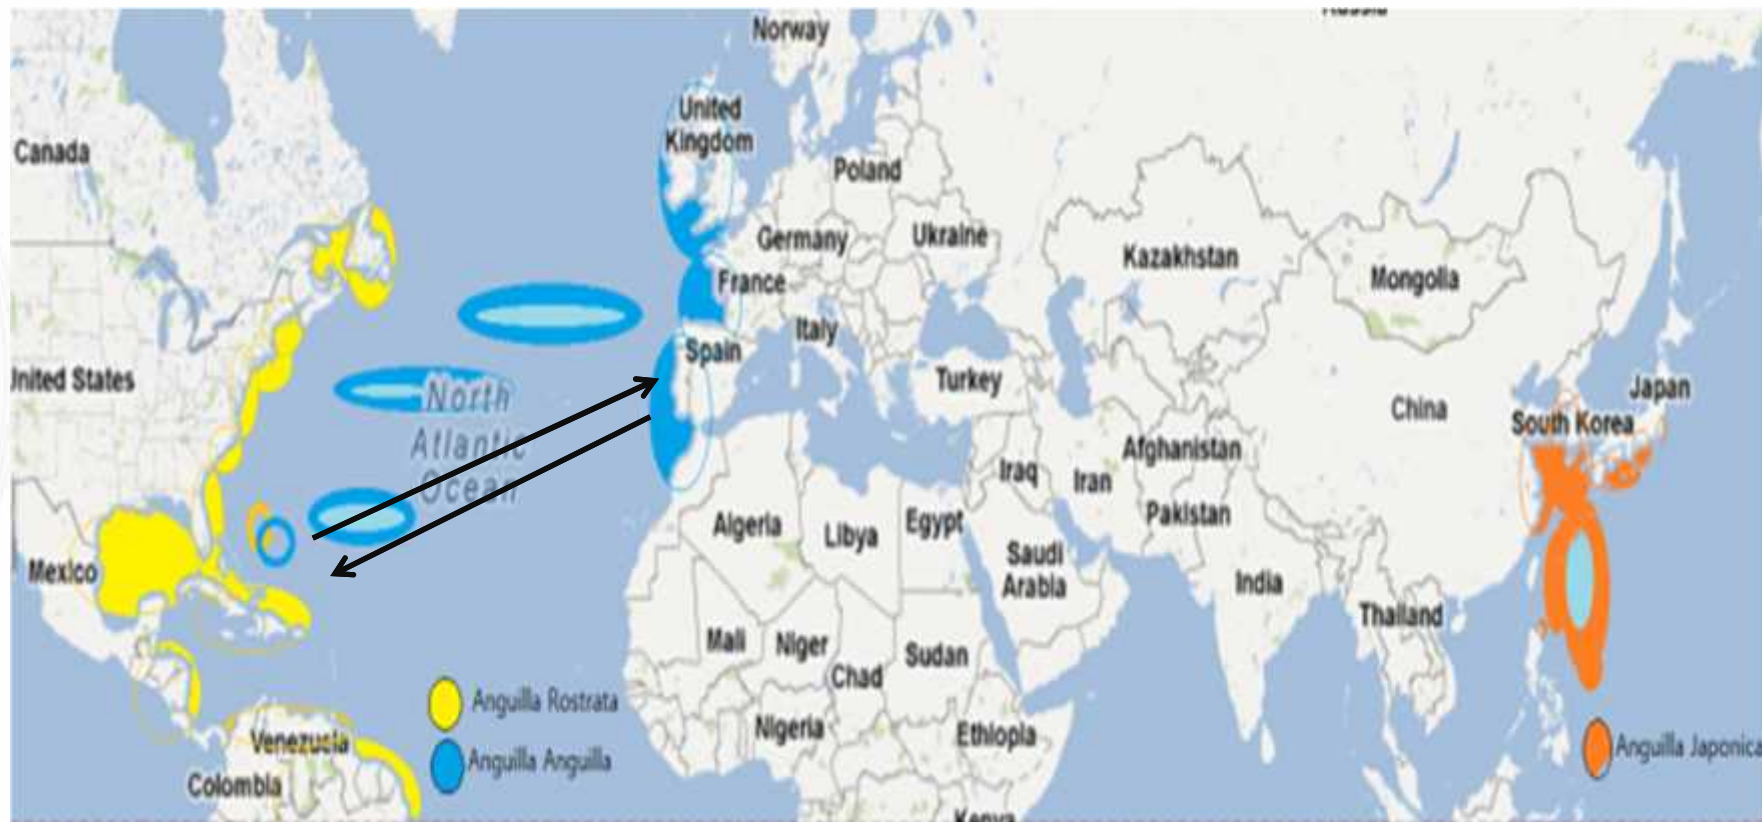 Russia
Norway
United
Kingdom
Canada
Poland
Germany
Ukraine
Kazakhstan
Mongolia
France
Italy
Spain
United States
North
Atlantic
Ocean
Turkey
Japan
China
South Korea
Afghanistan
Iraq
Iran
Pakistan
Algeria
Libya
Egypt
Saudi
Arabia
India
Mexico
Thailand
Mali
Niger
Chad
Sudan
Anguilla Rostrata
Nigeria
Ethiopia
Venezuela
Anguilla Anguilla
Anguilla Japonica
Colombia
Kenya